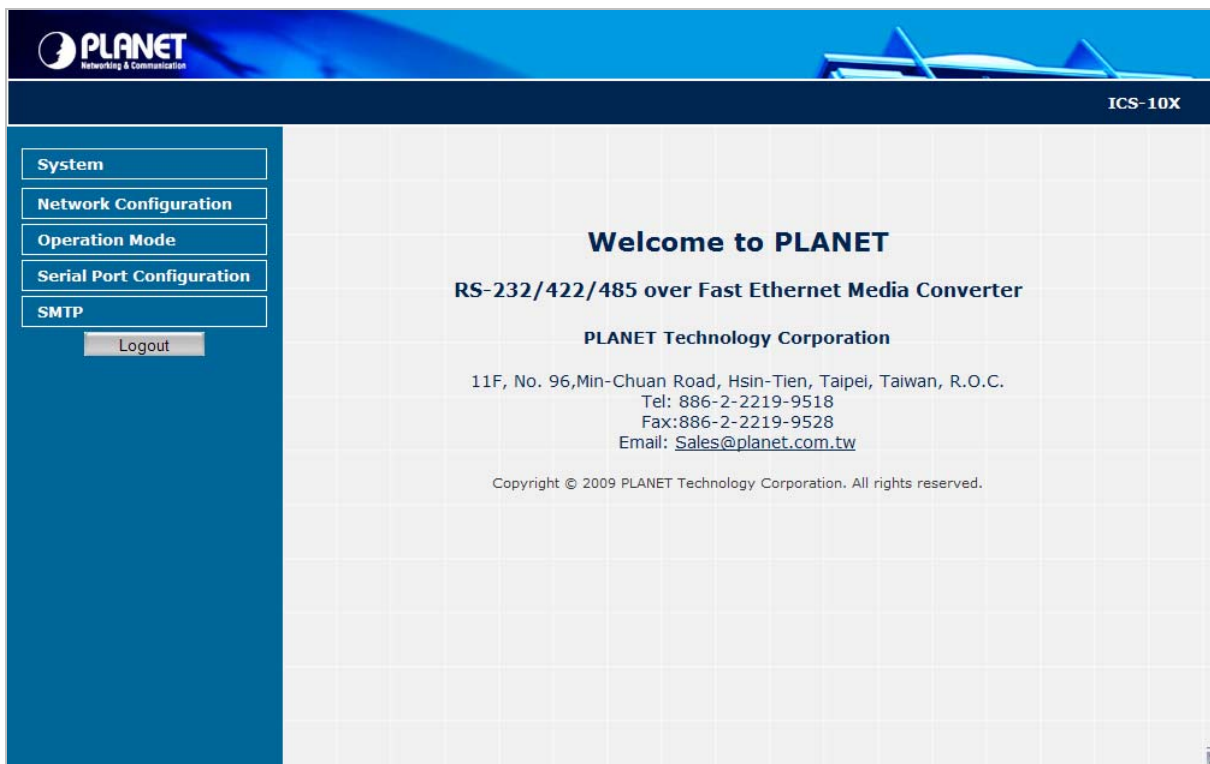 PLANET
Networking & Communication
ICS-10X
System
Network Configuration
Operation Mode
Serial Port Configuration
SMTP
Logout
Welcome to PLANET
RS-232/422/485 over Fast Ethernet Media Converter
PLANET Technology Corporation
11F, No. 96,Min-Chuan Road, Hsin-Tien, Taipei, Taiwan, R.O.C.
Tel: 886-2-2219-9518
Fax:886-2-2219-9528
Email: Sales@planet.com.tw
Copyright © 2009 PLANET Technology Corporation. All rights reserved.